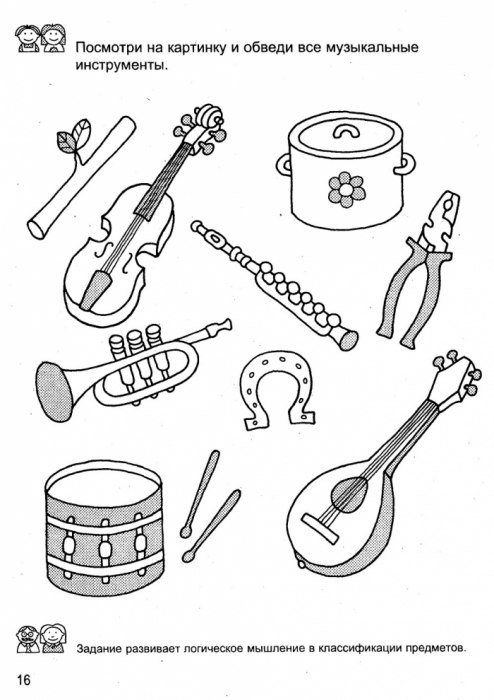 Посмотри на картинку и обведи все музыкальные
инструменты.
Задание развивает логическое мышление в классификации предметов.
16